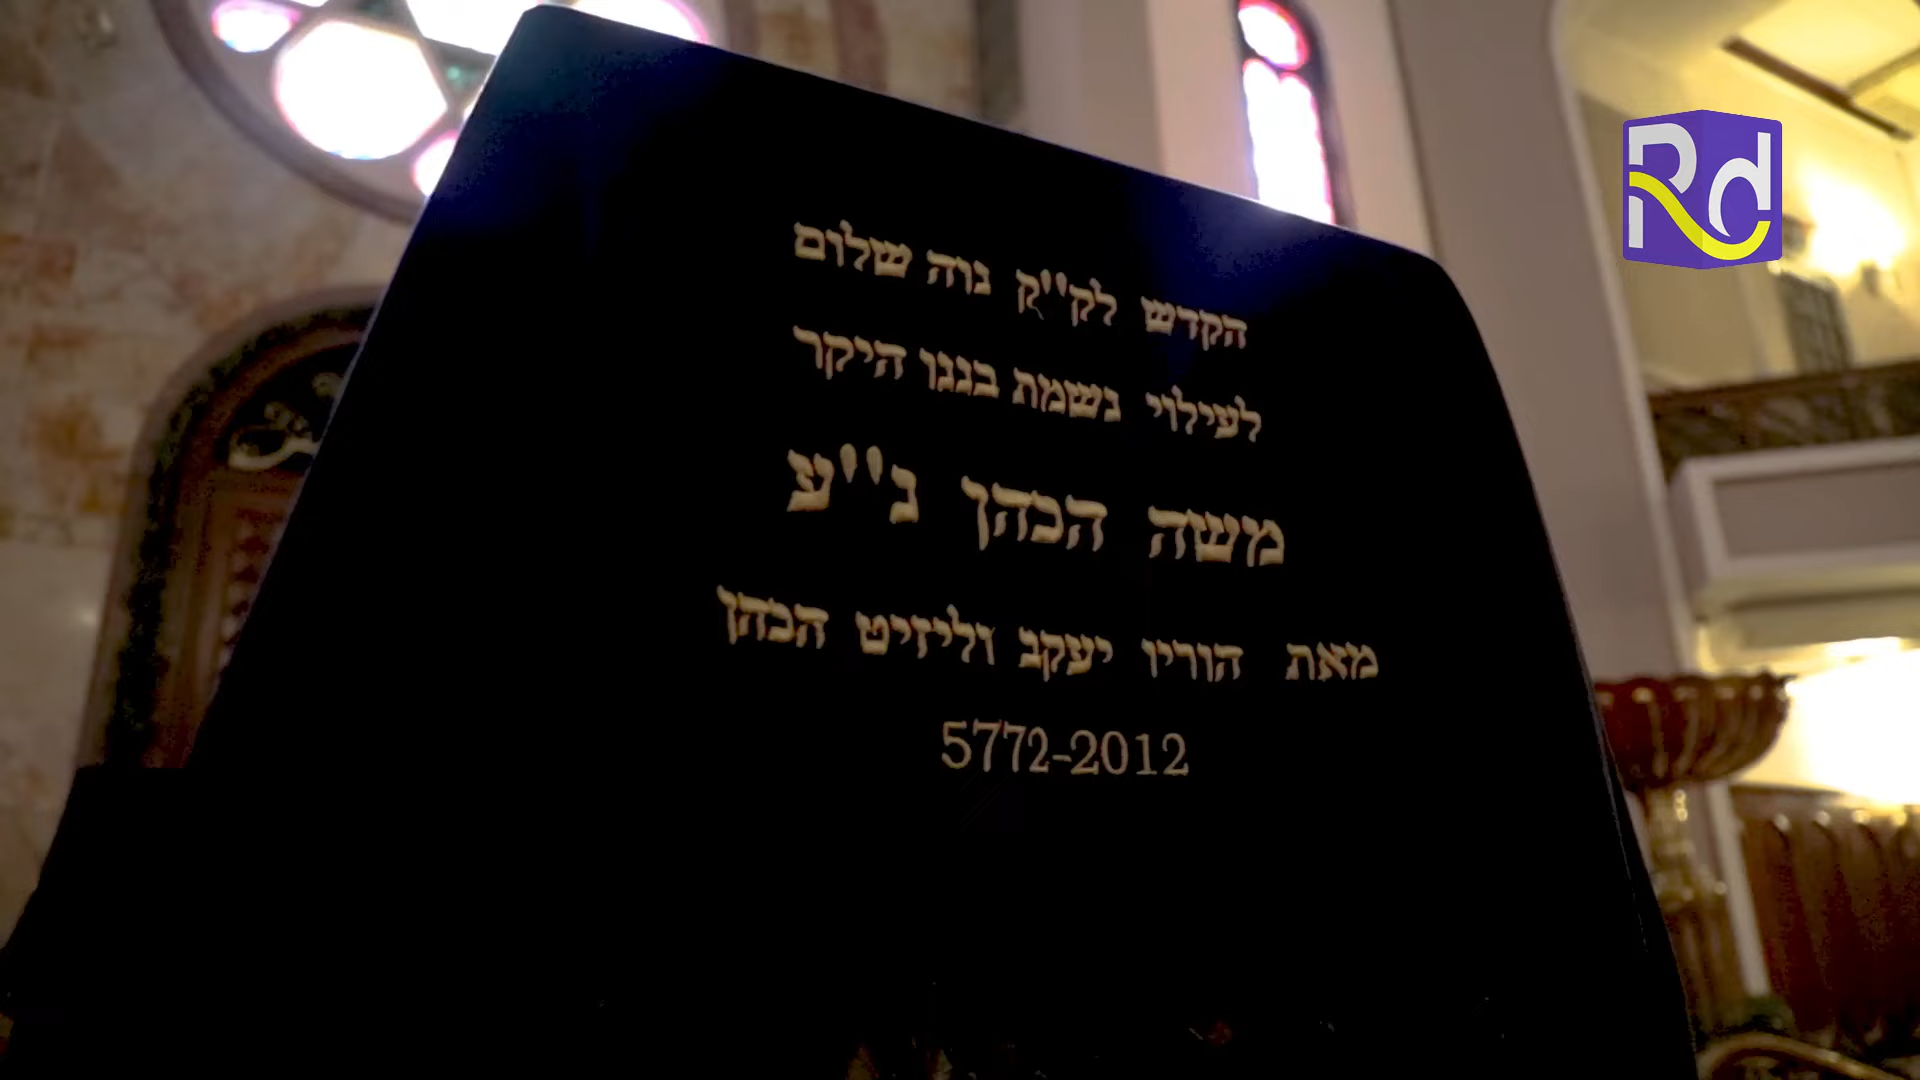 הקדש לק''ק נוה שלום
לעילוי נשמת בננו היקר
משה הכהן נ''ע
מאת הוריו יעקב וליזיט הכהן
5772-2012
Rd